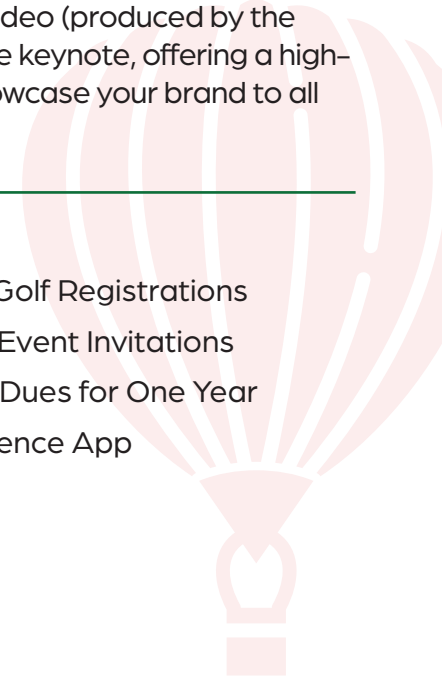 deo (produced by the
e keynote, offering a high-
owcase your brand to all
Golf Registrations
Event Invitations
Dues for One Year
ence App